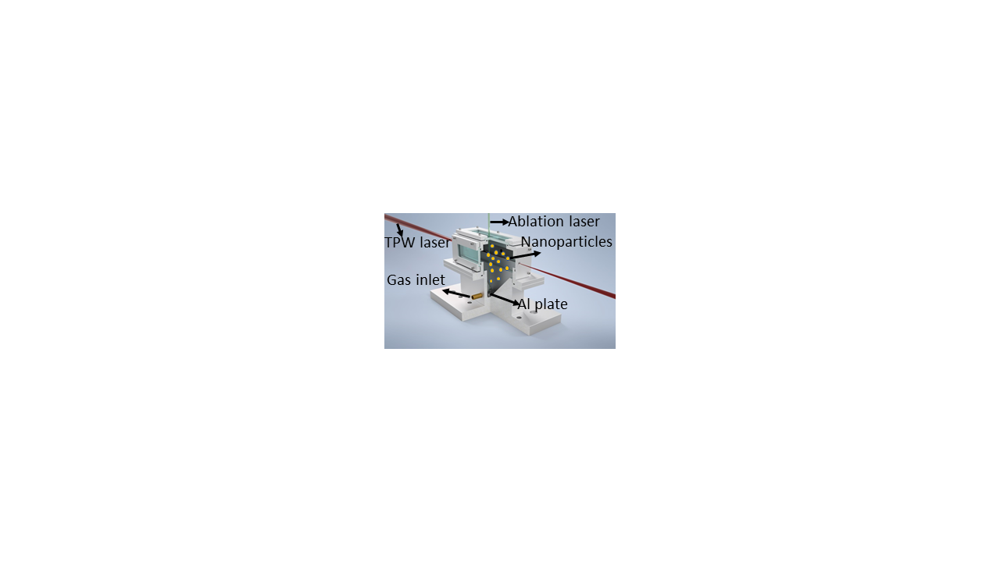 Ablation laser
TPW laser
Nanoparticles
Gas inlet
Al plate